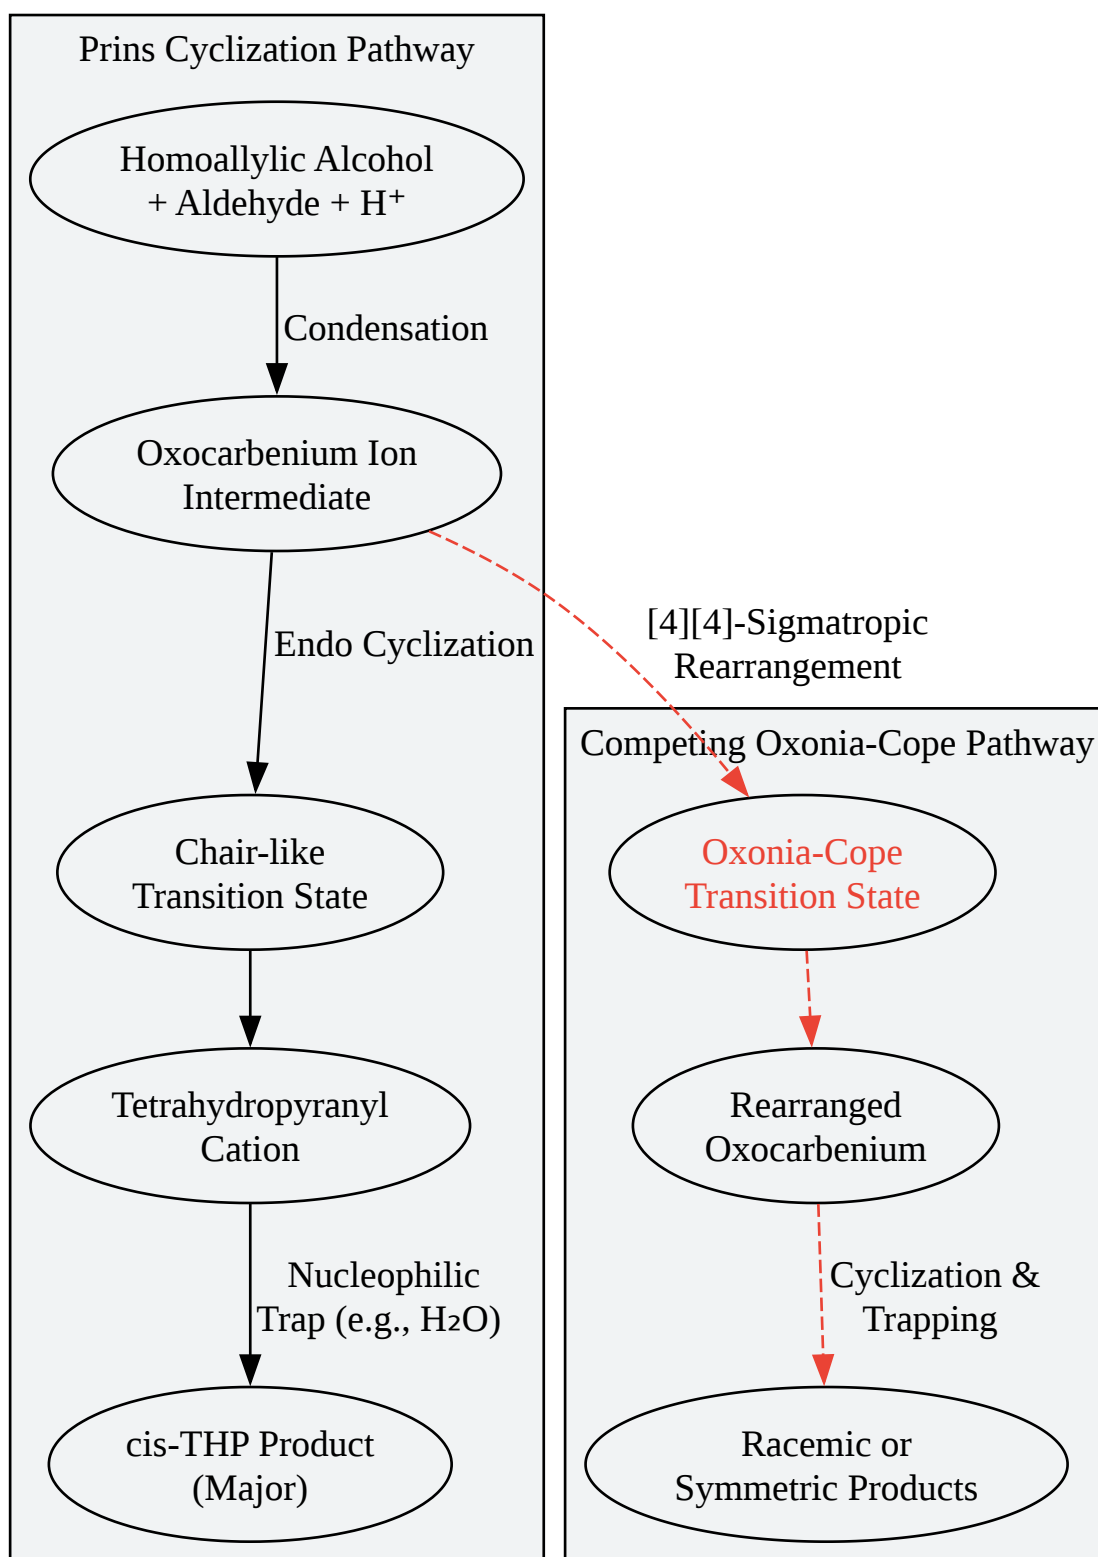 Prins Cyclization Pathway
Homoallylic Alcohol
+ Aldehyde + H⁺
Condensation
Oxocarbenium Ion
Intermediate
Endo Cyclization
Chair-like
Transition State
Tetrahydropyranyl
Cation
Nucleophilic
Trap (e.g., H₂O)
cis-THP Product
(Major)
[4][4]-Sigmatropic
Rearrangement
Competing Oxonia-Cope Pathway
Oxonia-Cope
Transition State
Rearranged
Oxocarbenium
Cyclization &
Trapping
Racemic or
Symmetric Products